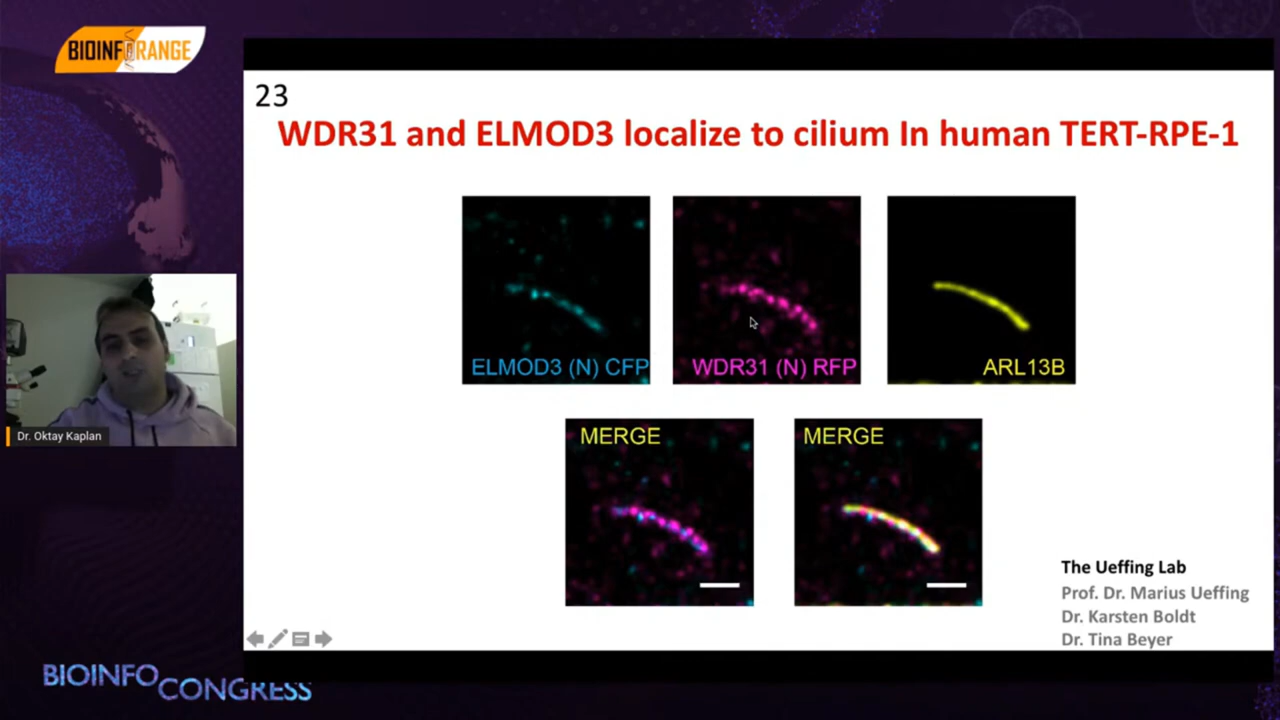 BIOINFORANGE
23
WDR31 and ELMOD3 localize to cilium In human TERT-RPE-1
ELMOD3 (N) CFP
WDR31 (N) RFP
ARL13B
MERGE
MERGE
Dr. Oktay Kaplan
The Ueffing Lab
Prof. Dr. Marius Ueffing
Dr. Karsten Boldt
Dr. Tina Beyer
BIOINFO
CONGRESS